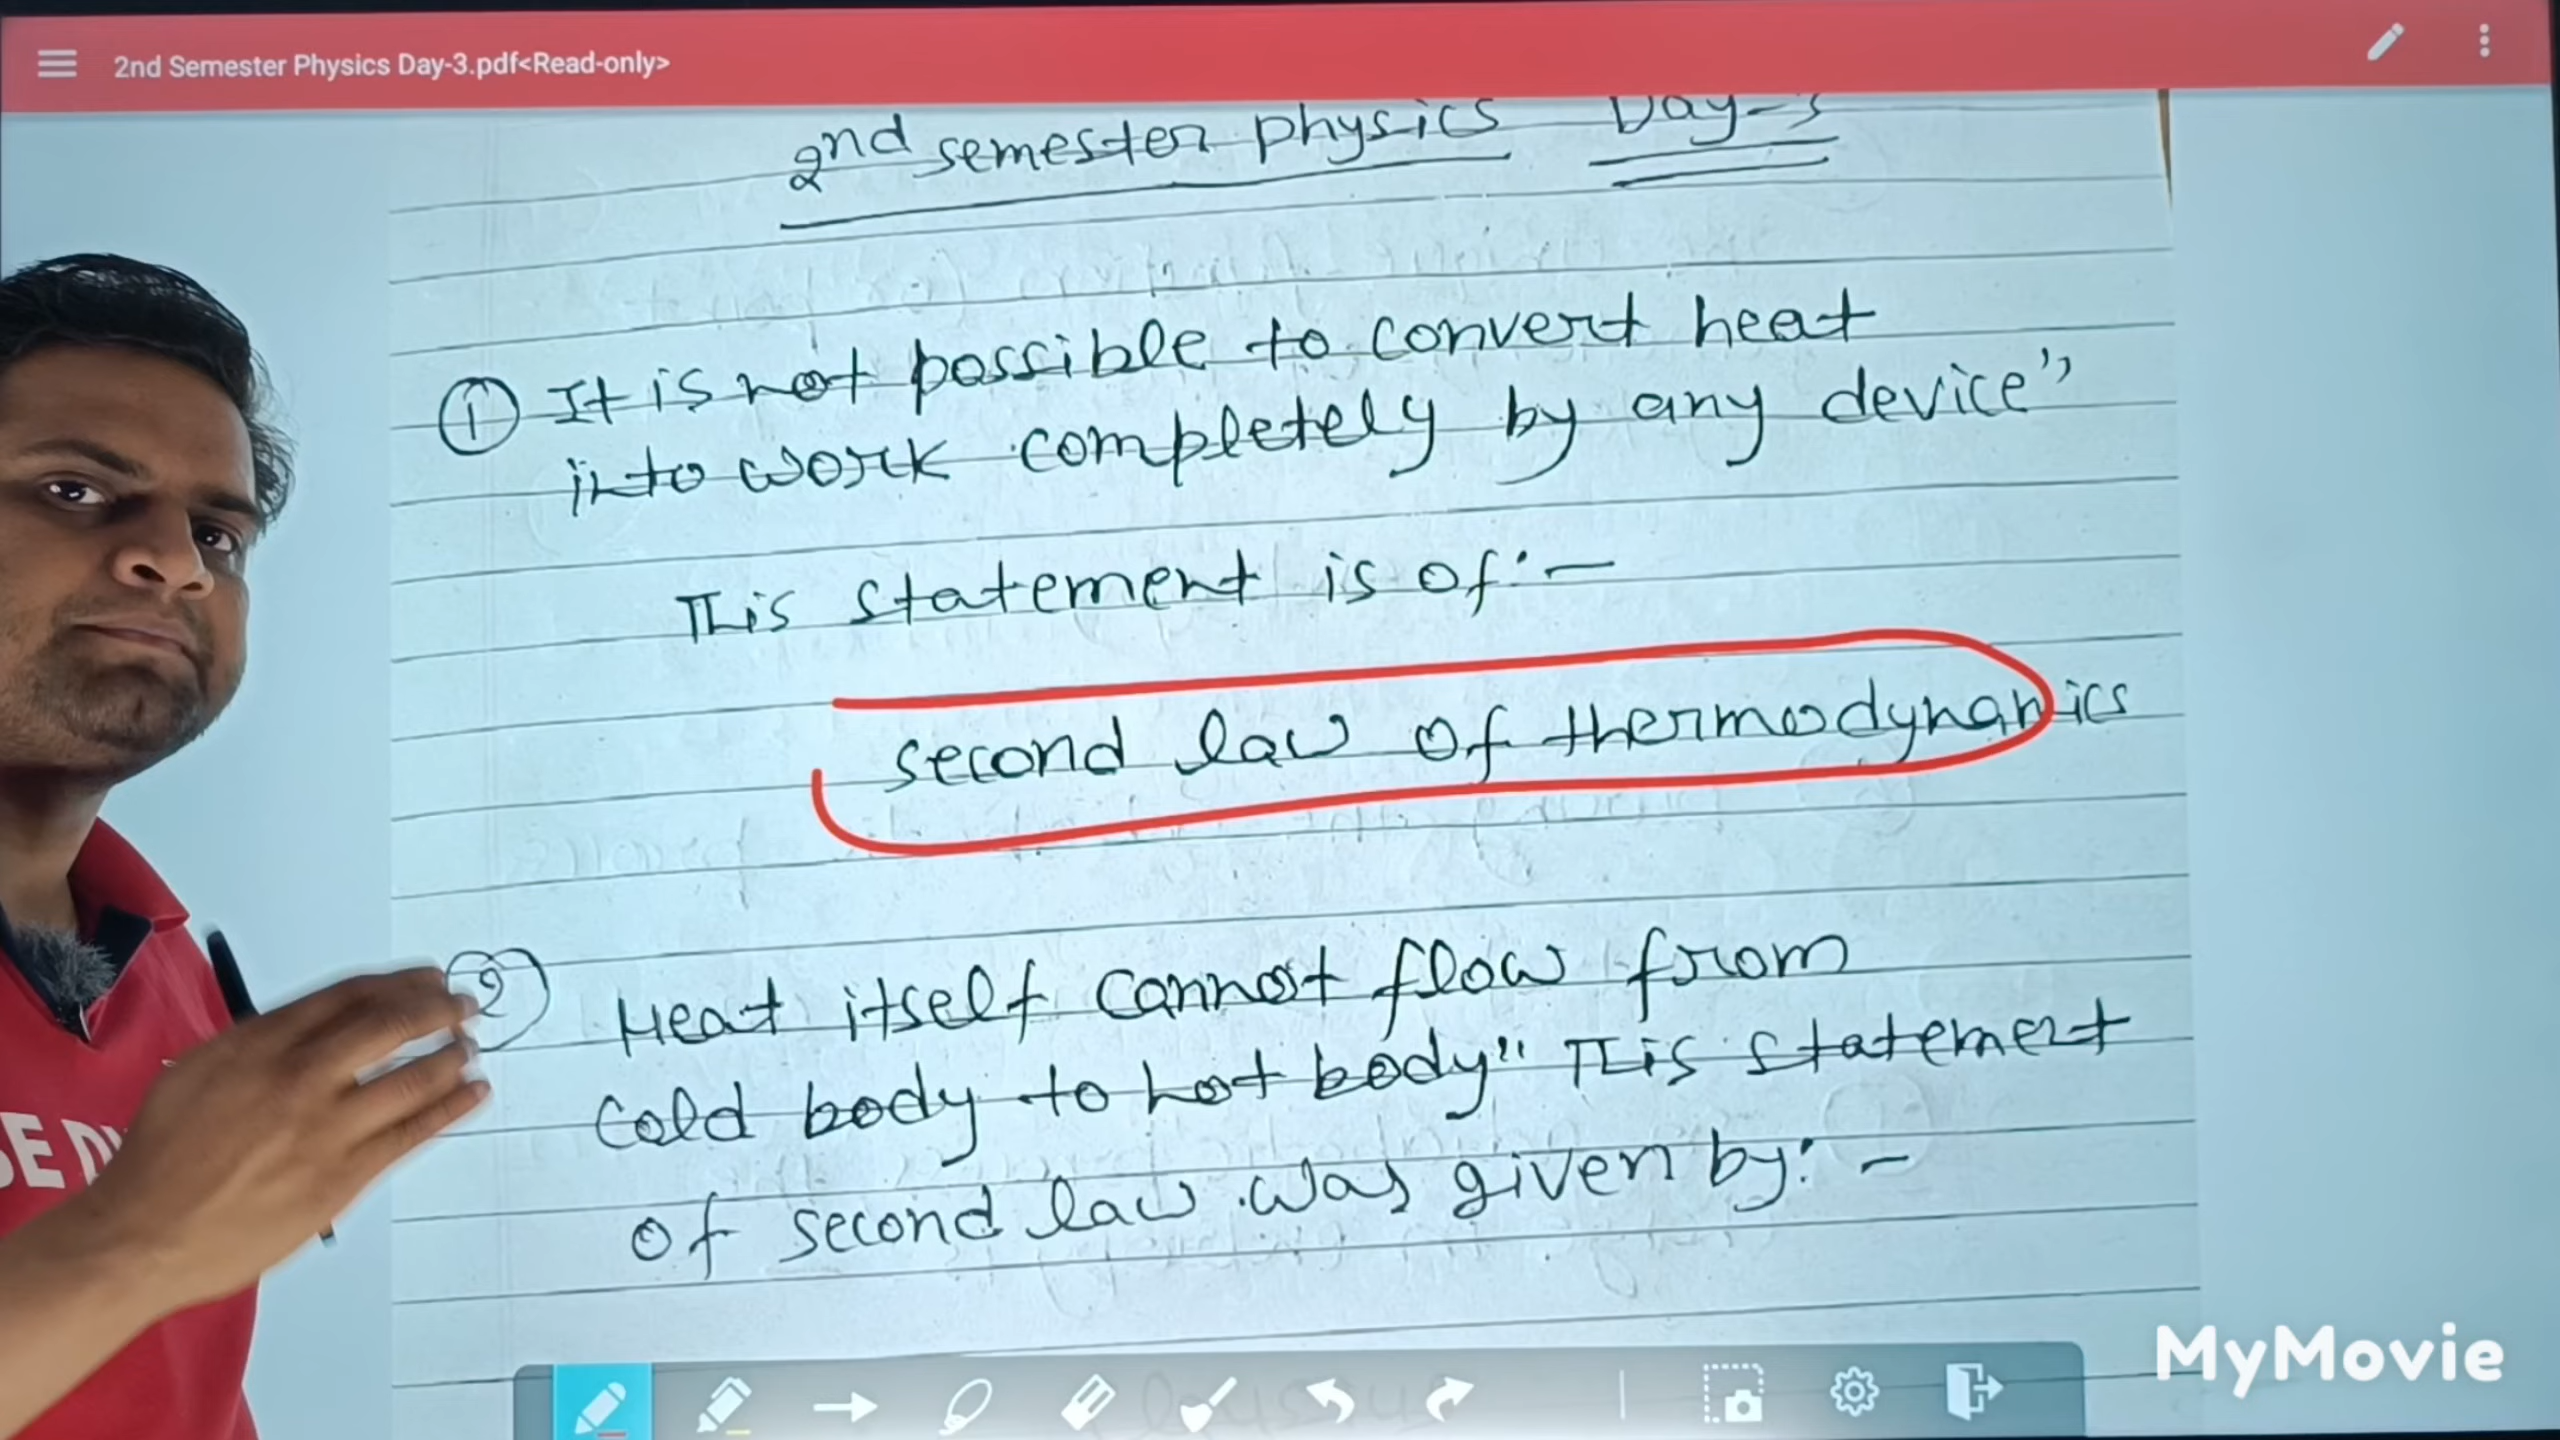 2nd Semester Physics Day-3.pdf<Read-only>
2nd semester physics Day-3
① It is not possible to convert heat
into work completely by any device”
This statement is of:-
second law of thermodynamics
② Heat itself cannot flow from
cold body to hot body" This statement
of second law was given by:-
SE
MyMovie